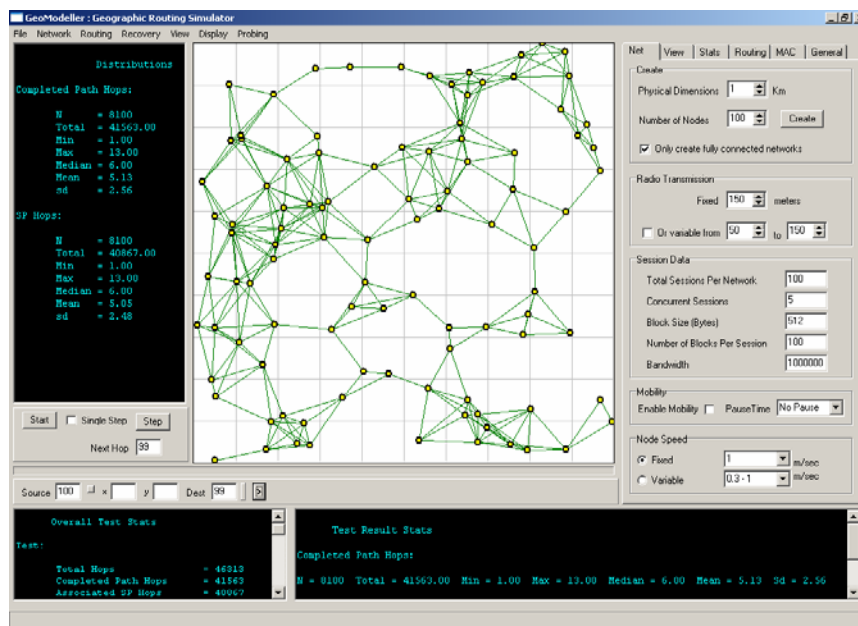 GeoModeller : Geographic Routing Simulator
File Network Routing Recovery View Display Probing
Distributions
Completed Path Hops:
N = 8100
Total = 41563.00
Min = 1.00
Max = 13.00
Median = 6.00
Mean = 5.13
sd = 2.56
SP Hops:
N = 8100
Total = 40867.00
Min = 1.00
Max = 13.00
Median = 6.00
Mean = 5.05
sd = 2.48
Start Single Step Step
Next Hop 99
Net View Stats Routing MAC General
Create
Physical Dimensions 1 Km
Number of Nodes 100 Create
Only create fully connected networks
Radio Transmission
Fixed 150 meters
Or variable from 50 to 150
Session Data
Total Sessions Per Network 100
Concurrent Sessions 5
Block Size (Bytes) 512
Number of Blocks Per Session 100
Bandwidth 1000000
Mobility
Enable Mobility PauseTime No Pause
Node Speed
Fixed 1 m/sec
Variable 0.3 - 1 m/sec
Source 100 x y Dest 99 >
Overall Test Stats
Test:
Total Hops = 46313
Completed Path Hops = 41563
Associated SP Hops = 40867
Test Result Stats
Completed Path Hops:
N = 8100 Total = 41563.00 Min = 1.00 Max = 13.00 Median = 6.00 Mean = 5.13 Sd = 2.56